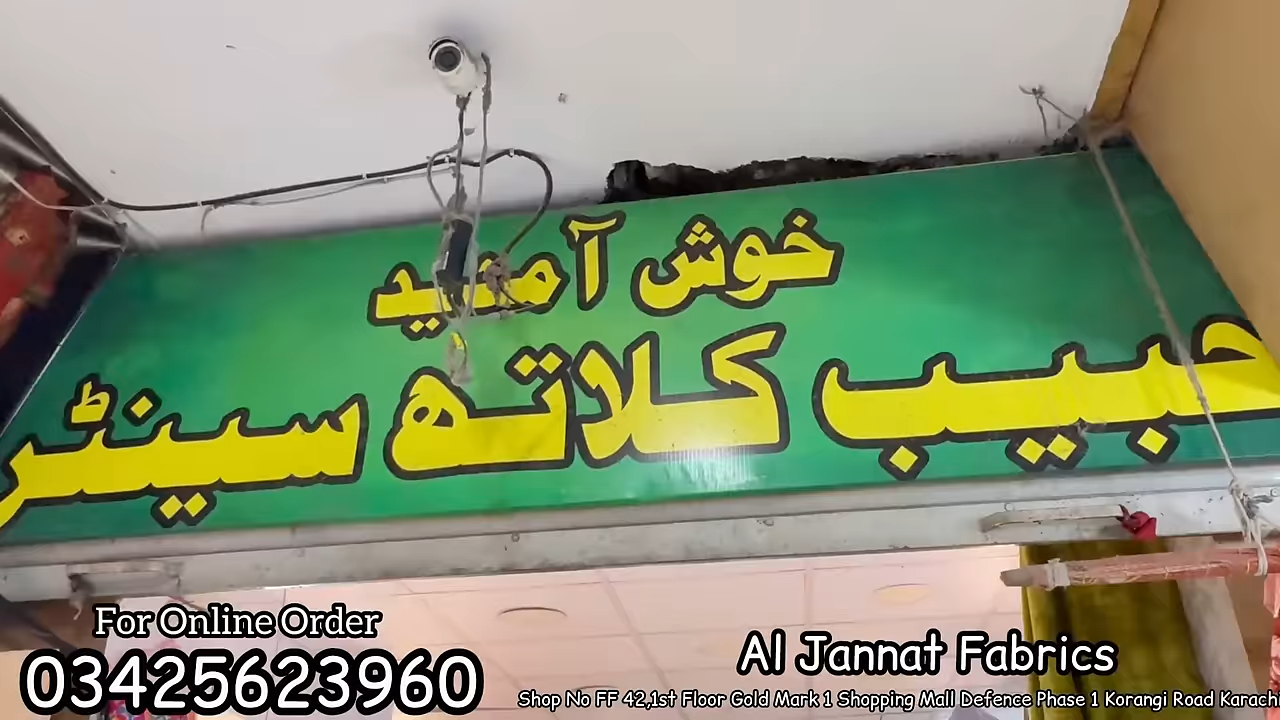 خوش آمدید
حبیب کلاتھ سینٹر
For Online Order
03425623960
Al Jannat Fabrics
Shop No FF 42,1st Floor Gold Mark 1 Shopping Mall Defence Phase 1 Korangi Road Karach